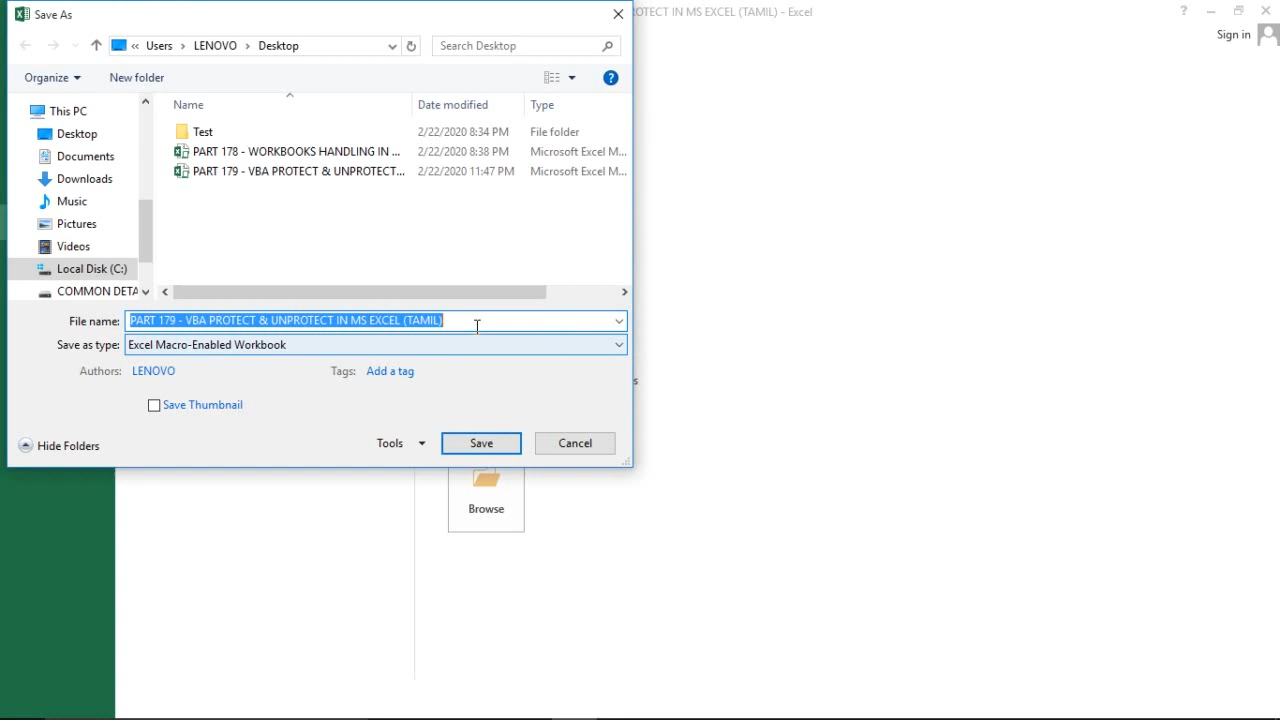 Save As
OTECT IN MS EXCEL (TAMIL) - Excel
?
Sign in
« Users › LENOVO › Desktop
Search Desktop
Organize
New folder
?
Name
Date modified
Type
This PC
Desktop
Documents
Downloads
Music
Pictures
Videos
Local Disk (C:)
COMMON DETA
Test 2/22/2020 8:34 PM File folder
PART 178 - WORKBOOKS HANDLING IN ... 2/22/2020 8:38 PM Microsoft Excel M...
PART 179 - VBA PROTECT & UNPROTECT... 2/22/2020 11:47 PM Microsoft Excel M...
File name: PART 179 - VBA PROTECT & UNPROTECT IN MS EXCEL (TAMIL)
Save as type: Excel Macro-Enabled Workbook
Authors: LENOVO
Tags: Add a tag
s
Save Thumbnail
Hide Folders
Tools
Save
Cancel
Browse